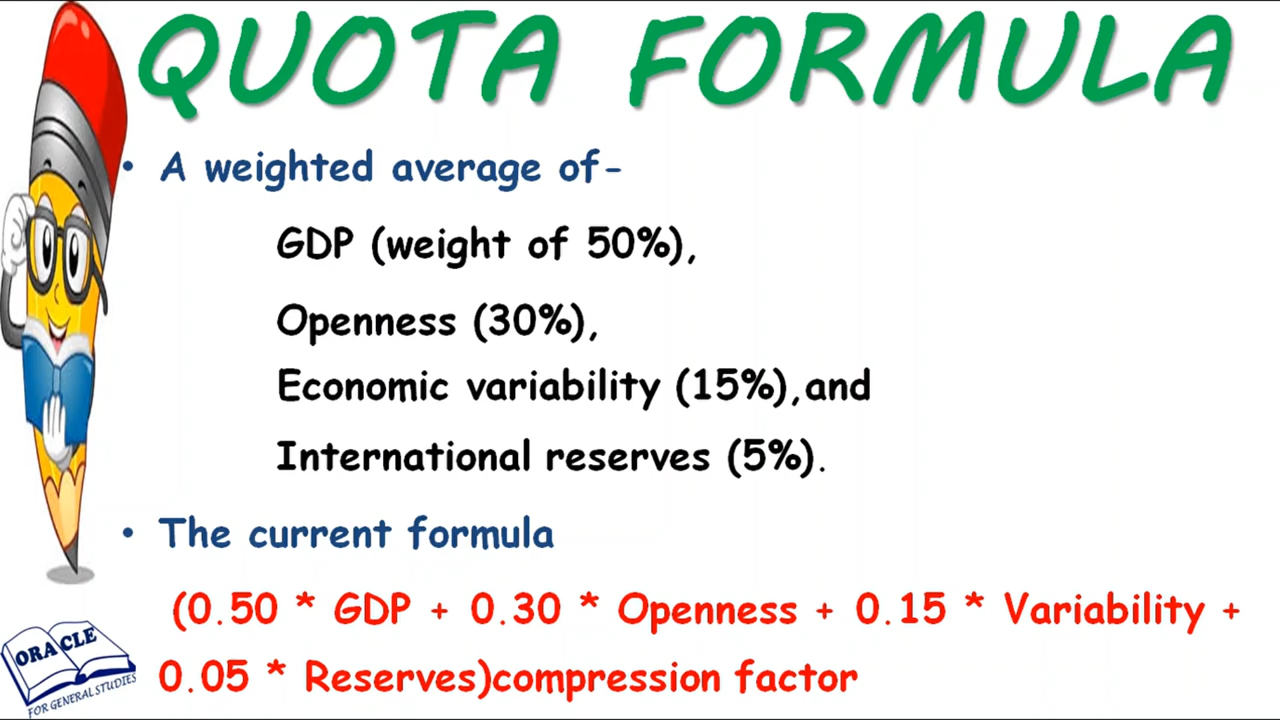 QUOTA FORMULA
• A weighted average of-
GDP (weight of 50%),
Openness (30%),
Economic variability (15%),and
International reserves (5%).
• The current formula
(0.50 * GDP + 0.30 * Openness + 0.15 * Variability +
0.05 * Reserves)compression factor
ORACLE
FOR GENERAL STUDIES